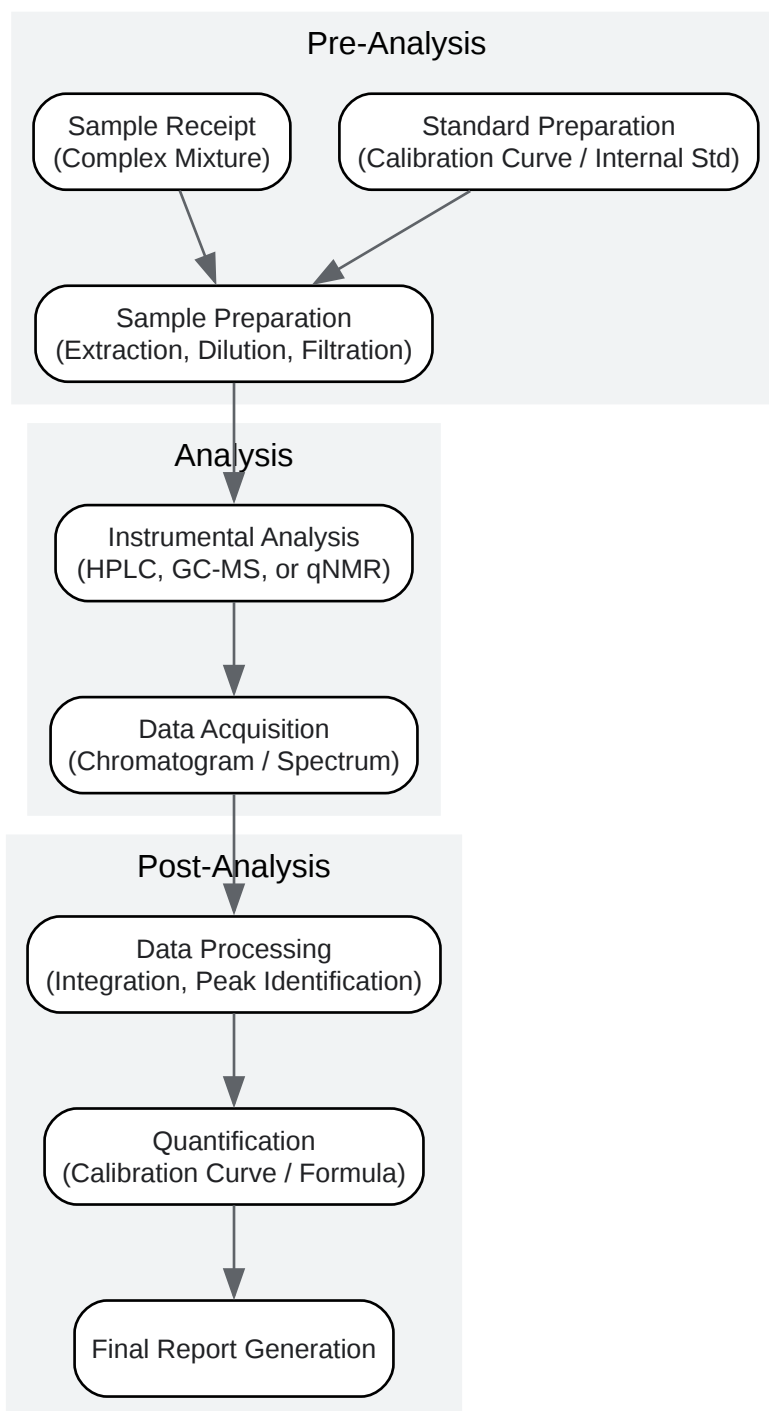 Pre-Analysis
Sample Receipt
(Complex Mixture)
Standard Preparation
(Calibration Curve / Internal Std)
Sample Preparation
(Extraction, Dilution, Filtration)
Analysis
Instrumental Analysis
(HPLC, GC-MS, or qNMR)
Data Acquisition
(Chromatogram / Spectrum)
Post-Analysis
Data Processing
(Integration, Peak Identification)
Quantification
(Calibration Curve / Formula)
Final Report Generation